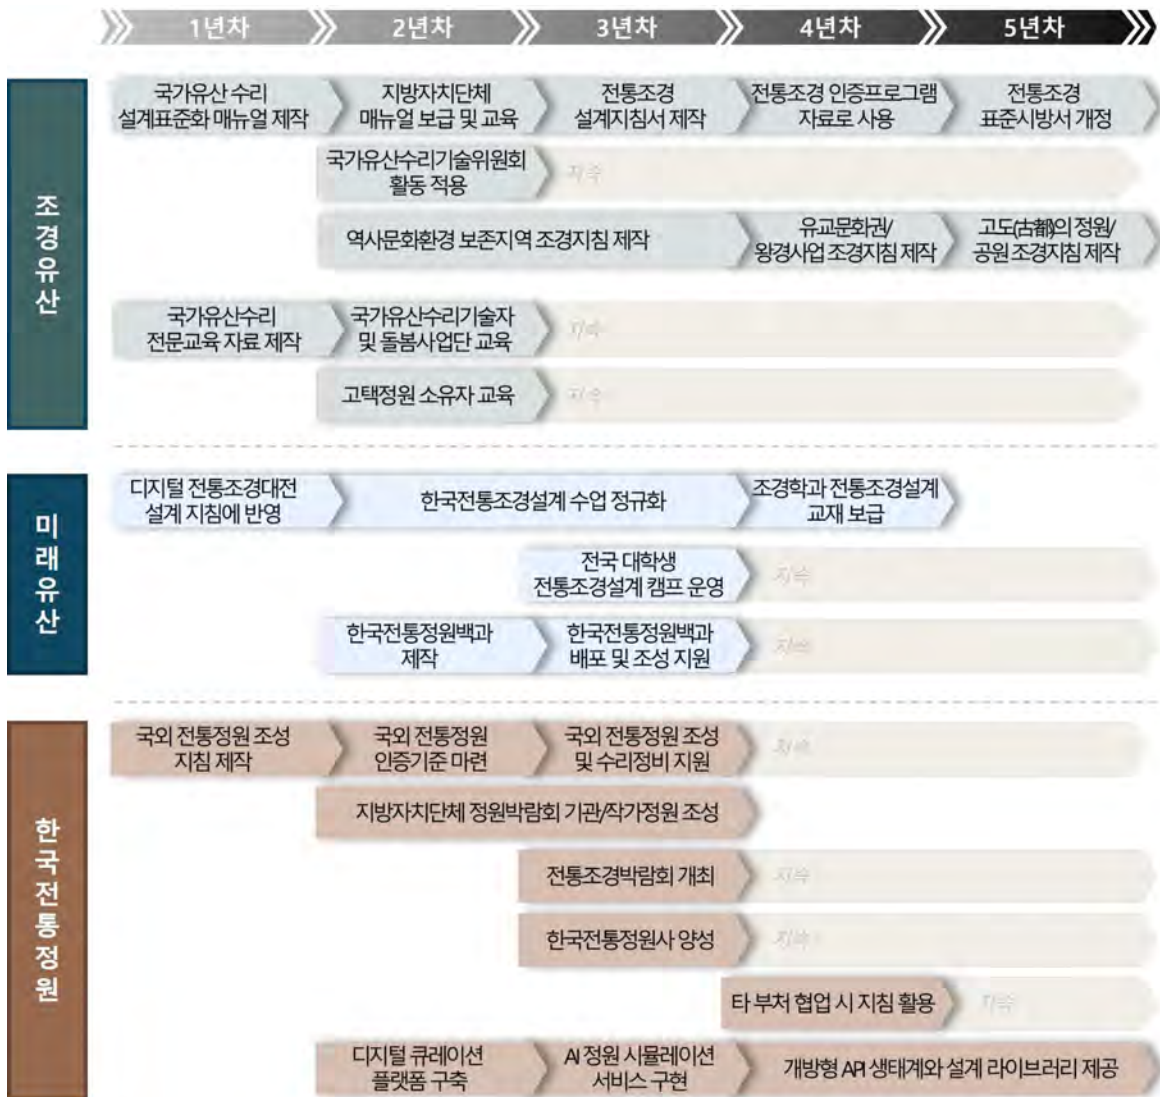 1년차 2년차 3년차 4년차 5년차
조경유산
국가유산 수리
설계표준화 매뉴얼 제작
지방자치단체
매뉴얼 보급 및 교육
전통조경
설계지침서 제작
전통조경 인증프로그램
자료로 사용
전통조경
표준시방서 개정
국가유산수리기술위원회
활동 적용
지속
역사문화환경 보존지역 조경지침 제작
유교문화권/
왕경사업 조경지침 제작
고도(古都)의 정원/
공원 조경지침 제작
국가유산수리
전문교육 자료 제작
국가유산수리기술자
및 돌봄사업단 교육
지속
고택정원 소유자 교육
지속
미래유산
디지털 전통조경대전
설계 지침에 반영
한국전통조경설계 수업 정규화
조경학과 전통조경설계
교재 보급
전국 대학생
전통조경설계 캠프 운영
지속
한국전통정원백과
제작
한국전통정원백과
배포 및 조성 지원
지속
한국전통정원
국외 전통정원 조성
지침 제작
국외 전통정원
인증기준 마련
국외 전통정원 조성
및 수리정비 지원
지속
지방자치단체 정원박람회 기관/작가정원 조성
전통조경박람회 개최
지속
한국전통정원사 양성
지속
타 부처 협업 시 지침 활용
지속
디지털 큐레이션
플랫폼 구축
AI 정원 시뮬레이션
서비스 구현
개방형 API 생태계와 설계 라이브러리 제공